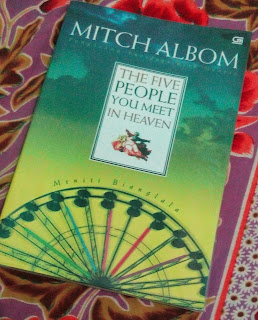 MITCH ALBOM
THE FIVE
PEOPLE
YOU MEET
IN HEAVEN
Meniti Bianglala